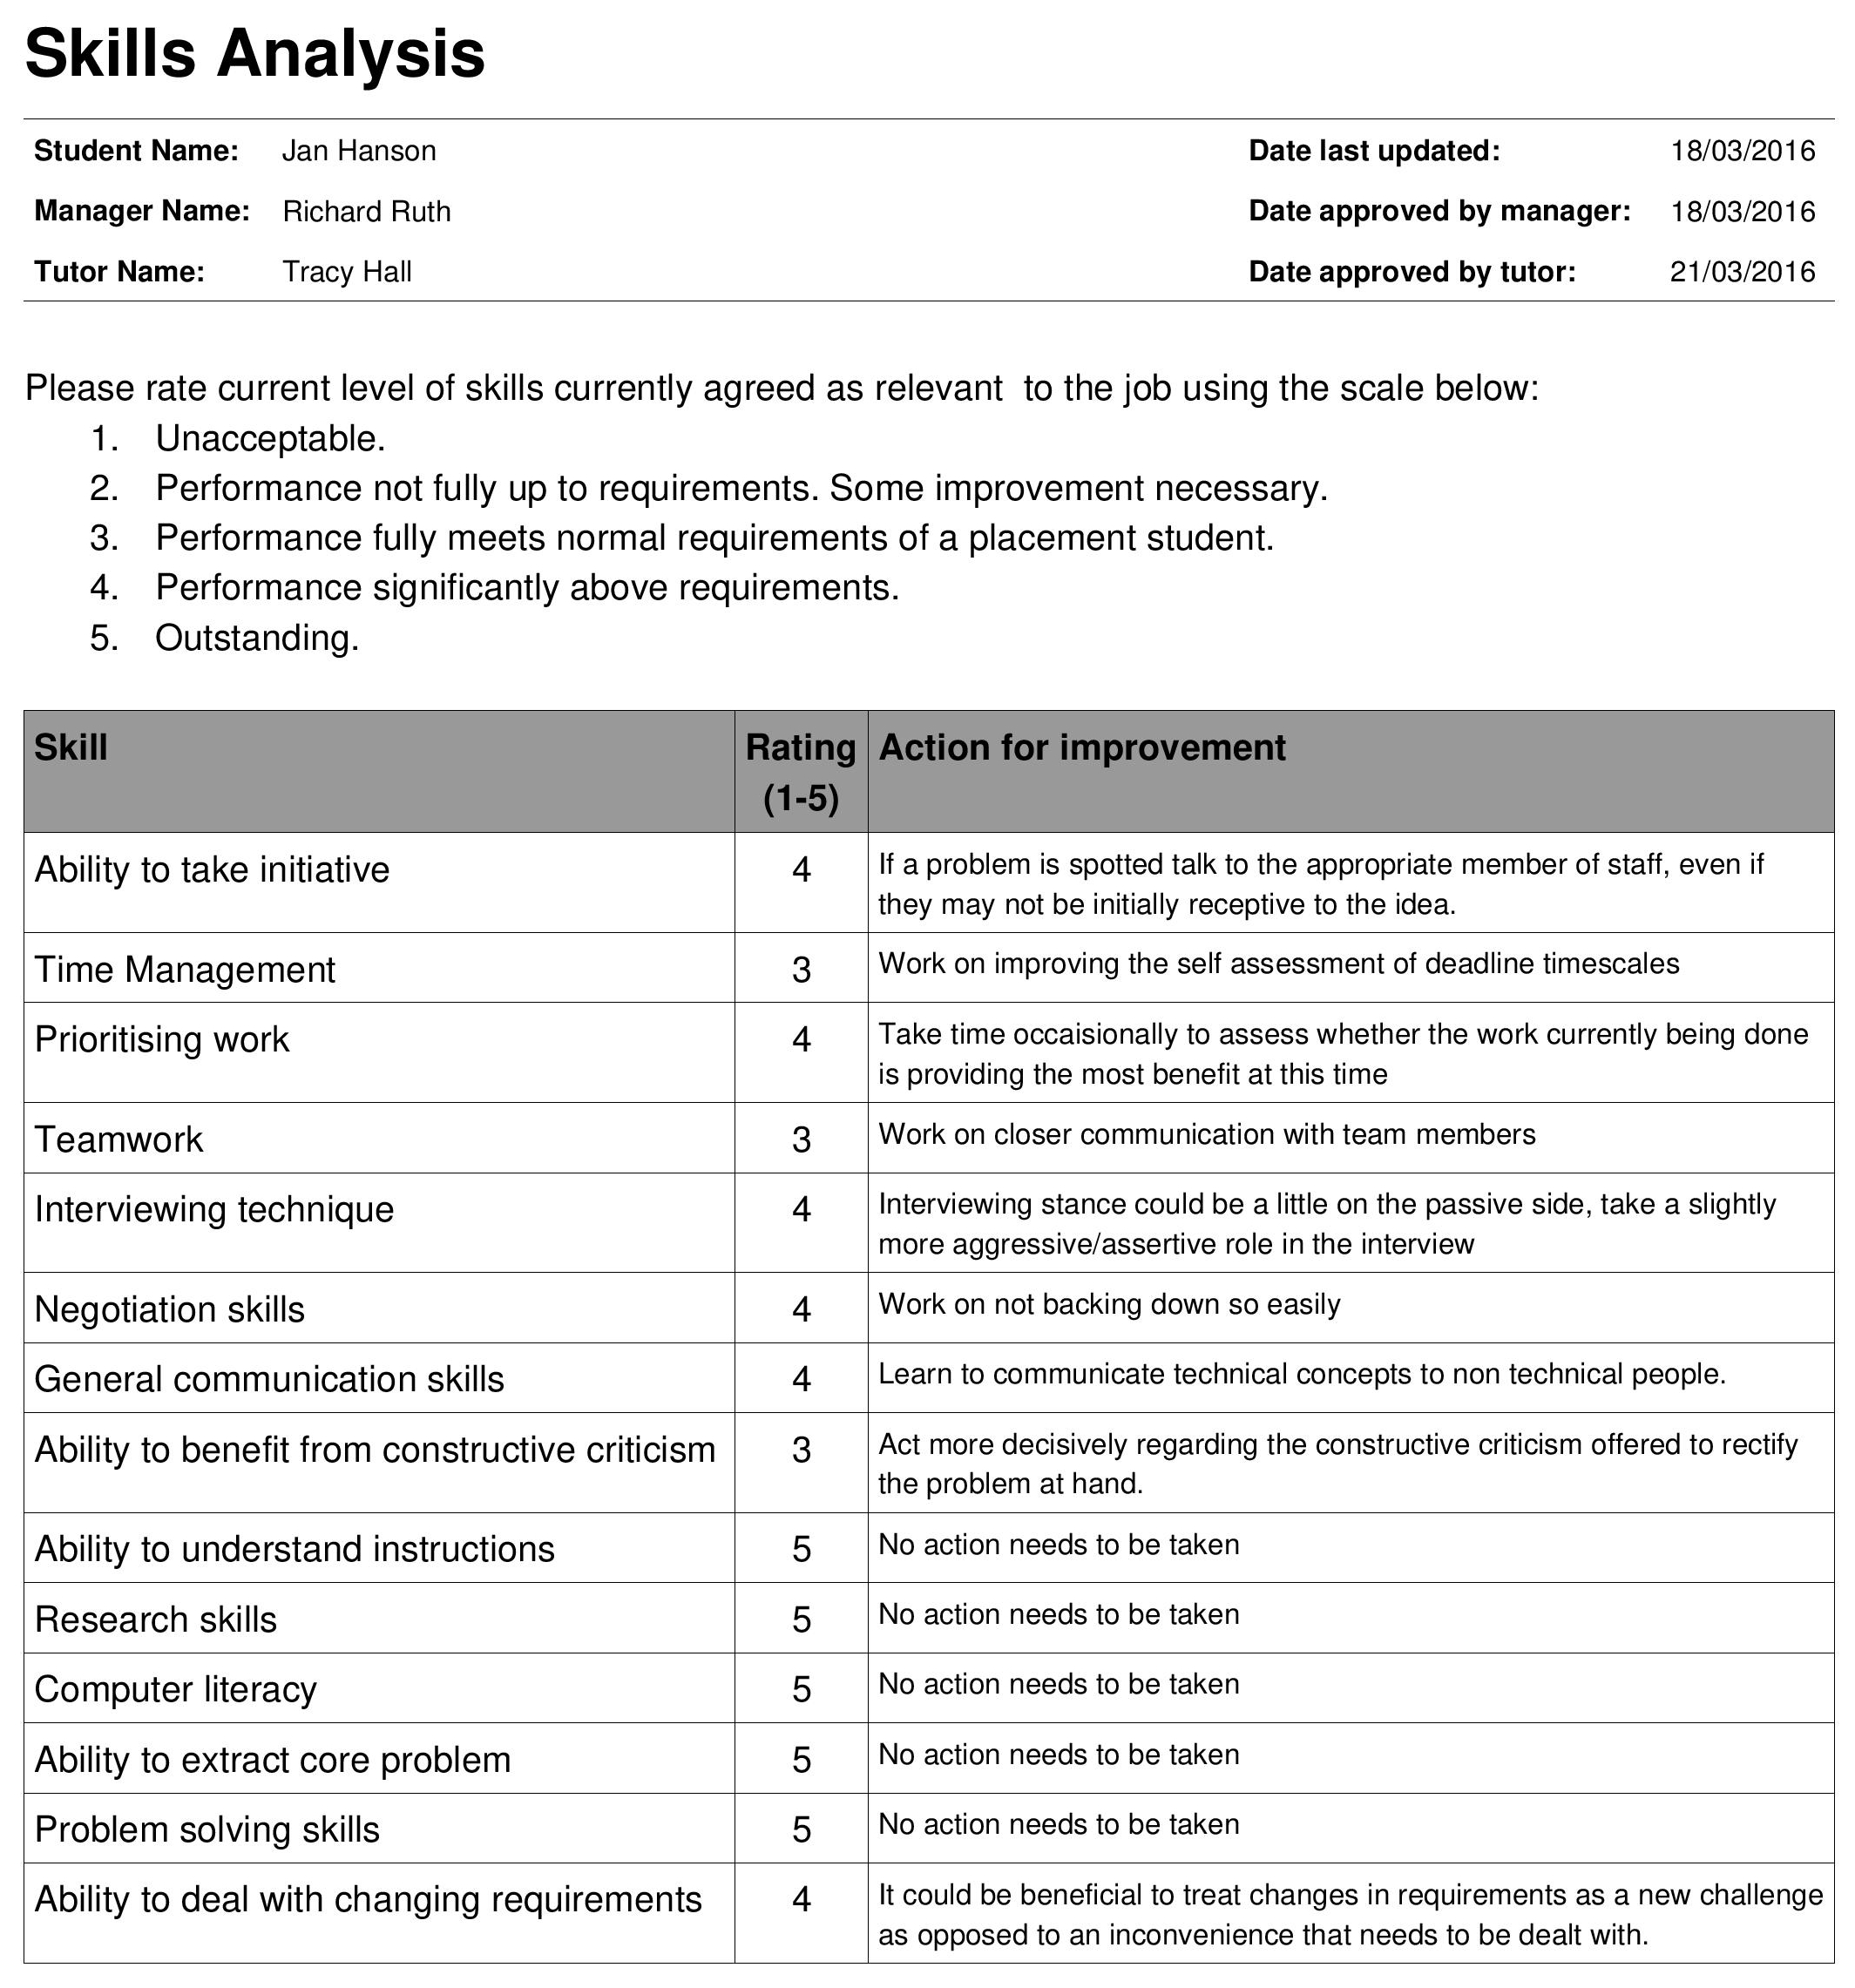 Skills Analysis
Student Name: Jan Hanson Date last updated: 18/03/2016
Manager Name: Richard Ruth Date approved by manager: 18/03/2016
Tutor Name: Tracy Hall Date approved by tutor: 21/03/2016
Please rate current level of skills currently agreed as relevant  to the job using the scale below:
1. Unacceptable.
2. Performance not fully up to requirements. Some improvement necessary.
3. Performance fully meets normal requirements of a placement student.
4. Performance significantly above requirements.
5. Outstanding.
Skill Rating Action for improvement
(1-5)
Ability to take initiative 4 If a problem is spotted talk to the appropriate member of staff, even if
they may not be initially receptive to the idea.
Time Management 3 Work on improving the self assessment of deadline timescales
Prioritising work 4 Take time occaisionally to assess whether the work currently being done
is providing the most benefit at this time
Teamwork 3 Work on closer communication with team members
Interviewing technique 4 Interviewing stance could be a little on the passive side, take a slightly
more aggressive/assertive role in the interview
Negotiation skills 4 Work on not backing down so easily
General communication skills 4 Learn to communicate technical concepts to non technical people.
Ability to benefit from constructive criticism 3 Act more decisively regarding the constructive criticism offered to rectify
the problem at hand.
Ability to understand instructions 5 No action needs to be taken
Research skills 5 No action needs to be taken
Computer literacy 5 No action needs to be taken
Ability to extract core problem 5 No action needs to be taken
Problem solving skills 5 No action needs to be taken
Ability to deal with changing requirements 4 It could be beneficial to treat changes in requirements as a new challenge
as opposed to an inconvenience that needs to be dealt with.